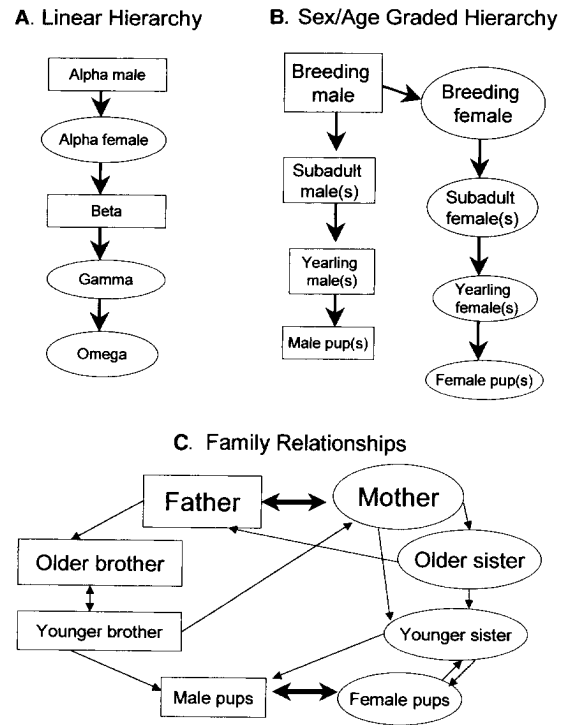 A. Linear Hierarchy
Alpha male
Alpha female
Beta
Gamma
Omega
B. Sex/Age Graded Hierarchy
Breeding
male
Breeding
female
Subadult
male(s)
Subadult
female(s)
Yearling
male(s)
Yearling
female(s)
Male pup(s)
Female pup(s)
C. Family Relationships
Father
Mother
Older brother
Older sister
Younger brother
Younger sister
Male pups
Female pups